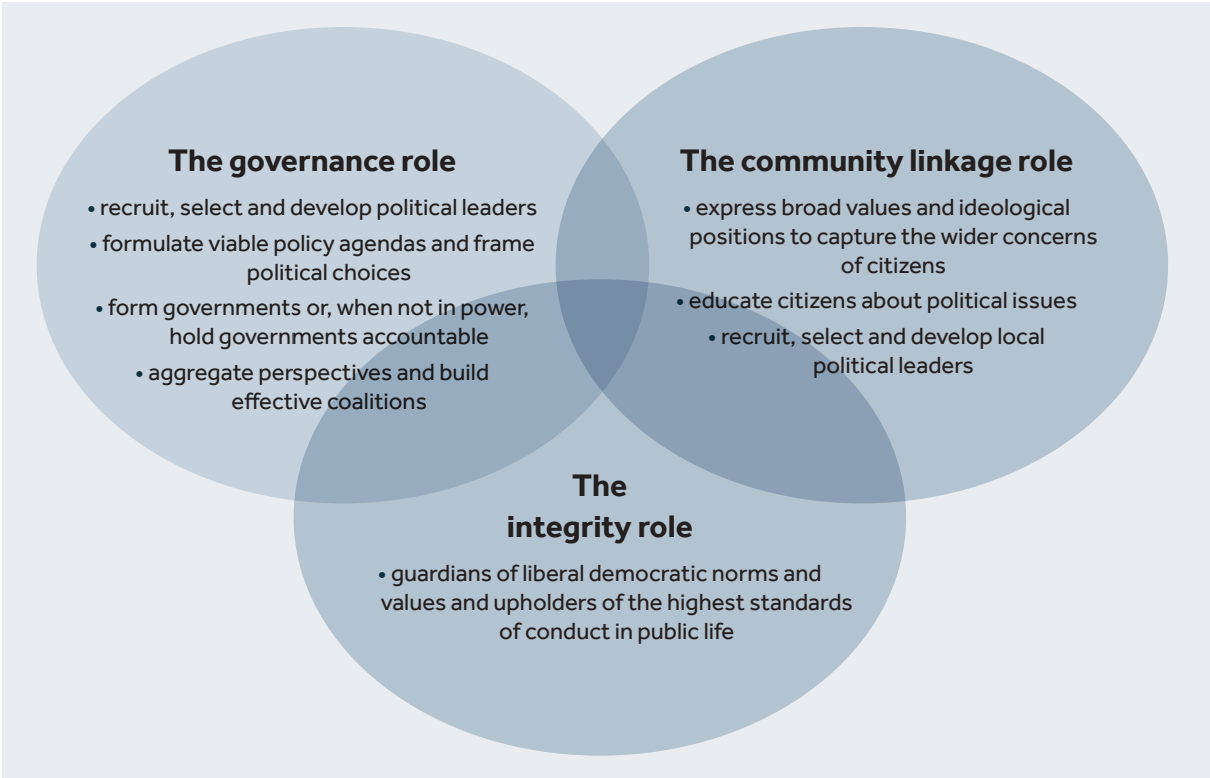 The governance role
• recruit, select and develop political leaders
• formulate viable policy agendas and frame
political choices
• form governments or, when not in power,
hold governments accountable
• aggregate perspectives and build
effective coalitions
The community linkage role
• express broad values and ideological
positions to capture the wider concerns
of citizens
• educate citizens about political issues
• recruit, select and develop local
political leaders
The
integrity role
• guardians of liberal democratic norms and
values and upholders of the highest standards
of conduct in public life